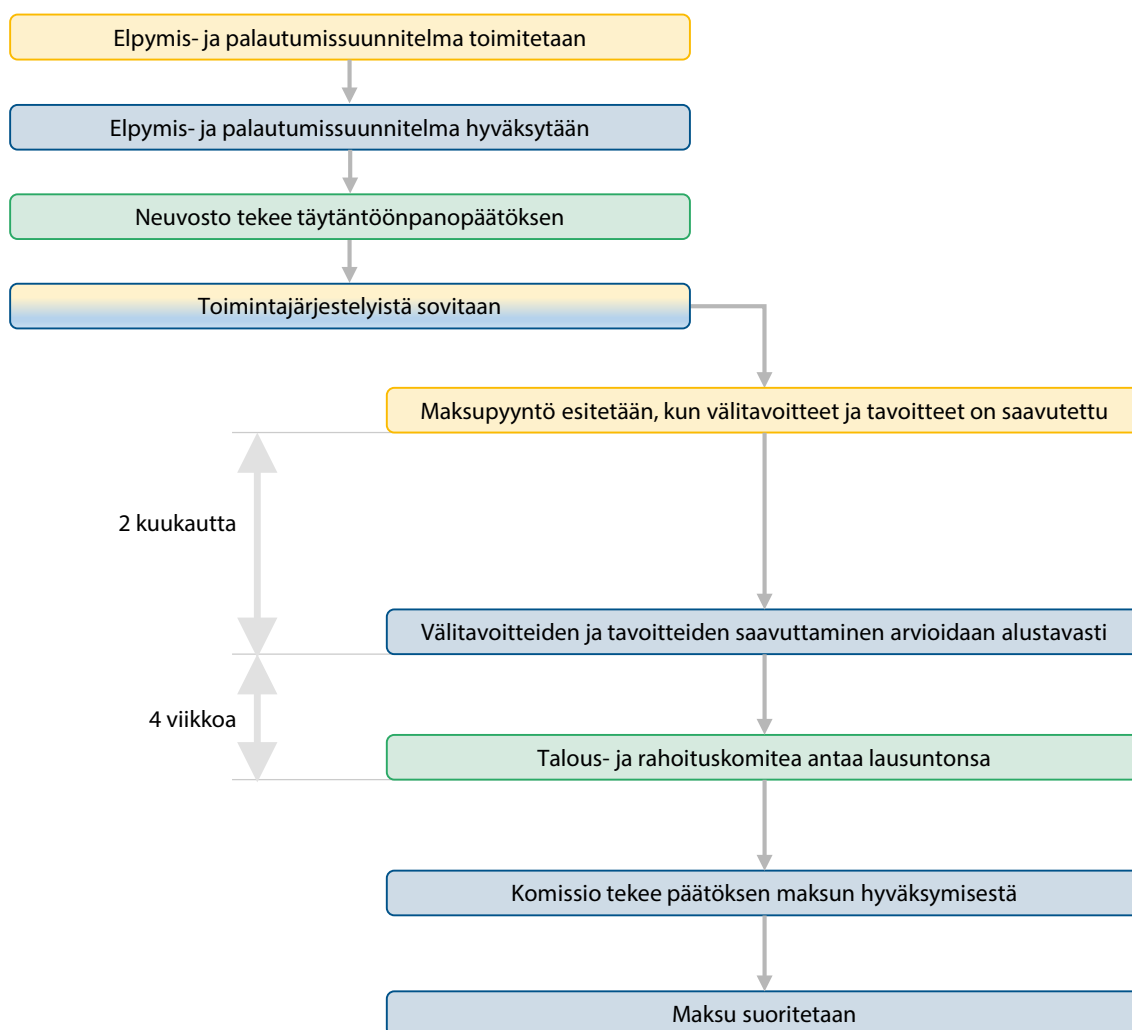 Elpymis- ja palautumissuunnitelma toimitetaan
Elpymis- ja palautumissuunnitelma hyväksytään
Neuvosto tekee täytäntöönpanopäätöksen
Toimintajärjestelyistä sovitaan
Maksupyyntö esitetään, kun välitavoitteet ja tavoitteet on saavutettu
2 kuukautta
Välitavoitteiden ja tavoitteiden saavuttaminen arvioidaan alustavasti
4 viikkoa
Talous- ja rahoituskomitea antaa lausuntonsa
Komissio tekee päätöksen maksun hyväksymisestä
Maksu suoritetaan